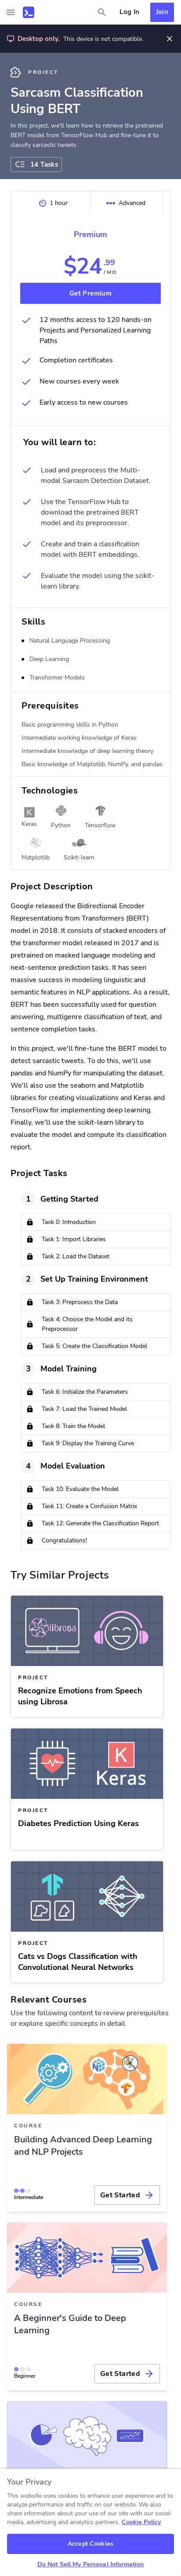 Log In
Join
Desktop only. This device is not compatible.
PROJECT
Sarcasm Classification
Using BERT
In this project, we'll learn how to retrieve the pretrained
BERT model from TensorFlow Hub and fine-tune it to
classify sarcastic tweets.
14 Tasks
1 hour
Advanced
Premium
$24.99
/MO
Get Premium
12 months access to 120 hands-on
Projects and Personalized Learning
Paths
Completion certificates
New courses every week
Early access to new courses
You will learn to:
Load and preprocess the Multi-
modal Sarcasm Detection Dataset.
Use the TensorFlow Hub to
download the pretrained BERT
model and its preprocessor.
Create and train a classification
model with BERT embeddings.
Evaluate the model using the scikit-
learn library.
Skills
Natural Language Processing
Deep Learning
Transformer Models
Prerequisites
Basic programming skills in Python
Intermediate working knowledge of Keras
Intermediate knowledge of deep learning theory
Basic knowledge of Matplotlib, NumPy, and pandas
Technologies
Keras
Python
Tensorflow
Matplotlib
Scikit-learn
Project Description
Google released the Bidirectional Encoder
Representations from Transformers (BERT)
model in 2018. It consists of stacked encoders of
the transformer model released in 2017 and is
pretrained on masked language modeling and
next-sentence prediction tasks. It has seen
massive success in modeling linguistic and
semantic features in NLP applications. As a result,
BERT has been successfully used for question
answering, multigenre classification of text, and
sentence completion tasks.
In this project, we'll fine-tune the BERT model to
detect sarcastic tweets. To do this, we'll use
pandas and NumPy for manipulating the dataset.
We'll also use the seaborn and Matplotlib
libraries for creating visualizations and Keras and
TensorFlow for implementing deep learning.
Finally, we'll use the scikit-learn library to
evaluate the model and compute its classification
report.
Project Tasks
1 Getting Started
Task 0: Introduction
Task 1: Import Libraries
Task 2: Load the Dataset
2 Set Up Training Environment
Task 3: Preprocess the Data
Task 4: Choose the Model and its
Preprocessor
Task 5: Create the Classification Model
3 Model Training
Task 6: Initialize the Parameters
Task 7: Load the Trained Model
Task 8: Train the Model
Task 9: Display the Training Curve
4 Model Evaluation
Task 10: Evaluate the Model
Task 11: Create a Confusion Matrix
Task 12: Generate the Classification Report
Congratulations!
Try Similar Projects
librosa
PROJECT
Recognize Emotions from Speech
using Librosa
K
Keras
PROJECT
Diabetes Prediction Using Keras
PROJECT
Cats vs Dogs Classification with
Convolutional Neural Networks
Relevant Courses
Use the following content to review prerequisites
or explore specific concepts in detail.
COURSE
Building Advanced Deep Learning
and NLP Projects
Intermediate
Get Started
COURSE
A Beginner's Guide to Deep
Learning
Beginner
Get Started
Your Privacy
This website uses cookies to enhance user experience and to
analyze performance and traffic on our website. We also
share information about your use of our site with our social
media, advertising and analytics partners. Cookie Policy
Accept Cookies
Do Not Sell My Personal Information